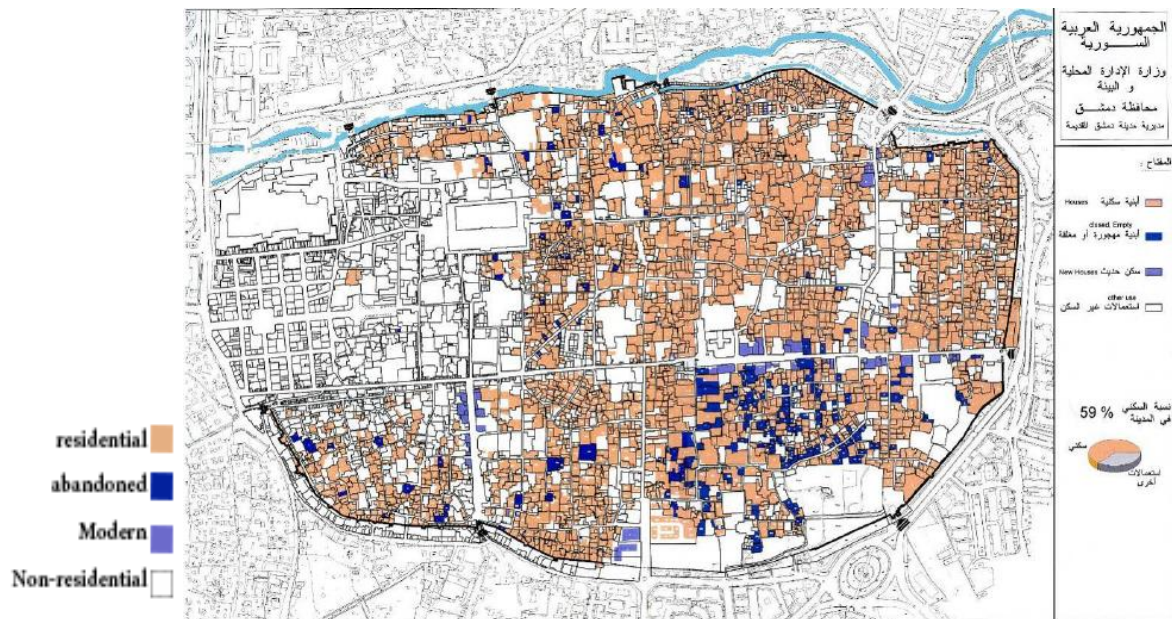 الجمهورية العربية
الســـــورية
وزارة الإدارة المحلية
و البيئة
محافظة دمشـــق
مديرية مدينة دمشق القديمة
المفتاح :
Houses أبنية سكنية
closed, Empty
أبنية مهجورة أو مغلقة
New Houses سكن حديث
other use
استعمالات غير السكن
نسبة السكني
في المدينة
59 %
سكني
استعمالات
أخرى
residential
abandoned
Modern
Non-residential